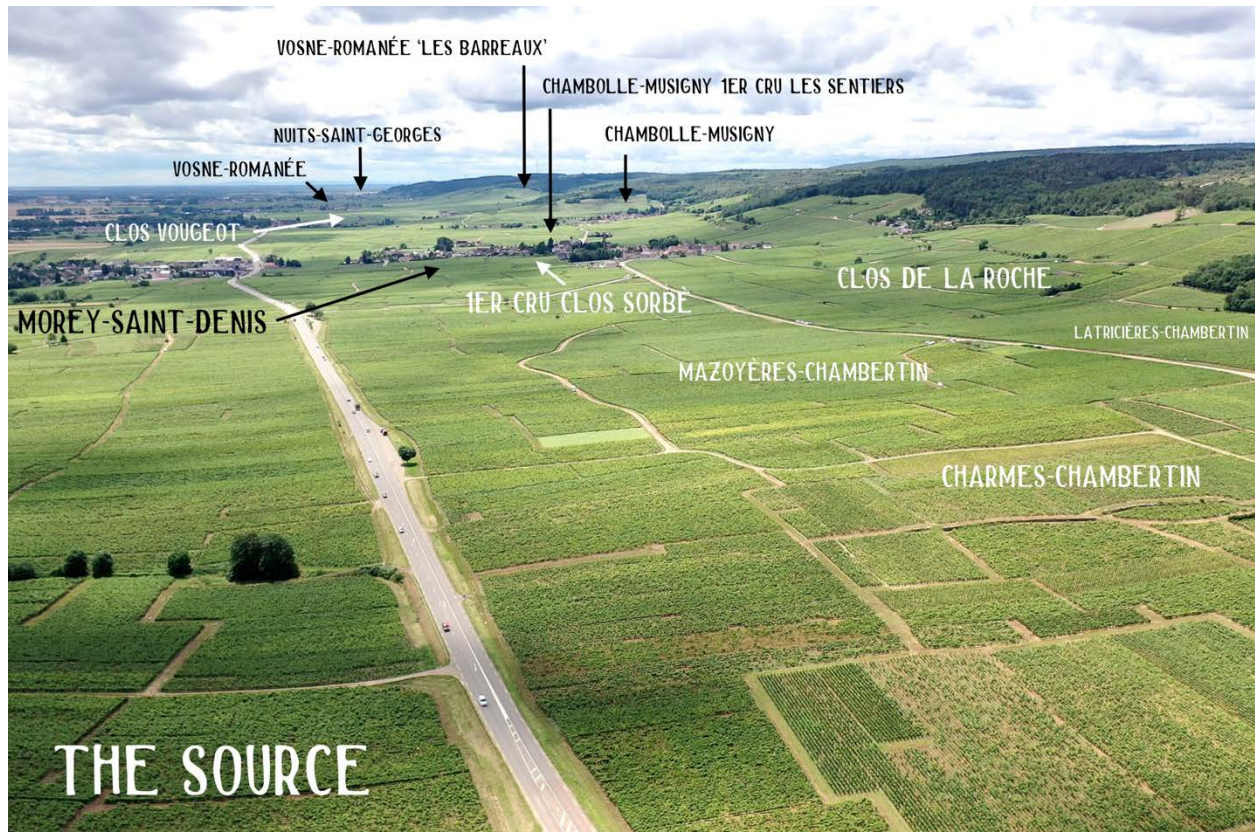 VOSNE-ROMANÉE ‘LES BARREAUX’
CHAMBOLLE-MUSIGNY 1ER CRU LES SENTIERS
NUITS-SAINT-GEORGES
CHAMBOLLE-MUSIGNY
VOSNE-ROMANÉE
CLOS VOUGEOT
CLOS DE LA ROCHE
1ER CRU CLOS SORBÈ
MOREY-SAINT-DENIS
LATRICIÈRES-CHAMBERTIN
MAZOYÈRES-CHAMBERTIN
CHARMES-CHAMBERTIN
THE SOURCE